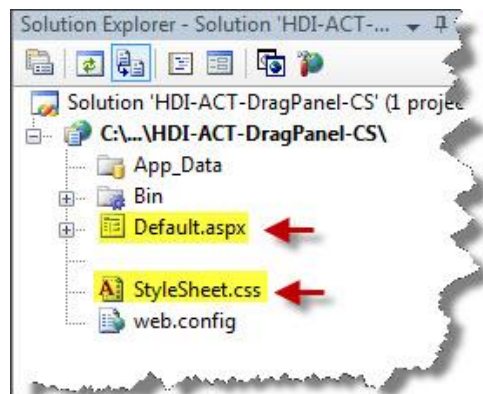 Solution Explorer - Solution 'HDI-ACT-...
Solution 'HDI-ACT-DragPanel-CS' (1 projec
C:\...\HDI-ACT-DragPanel-CS\
App_Data
Bin
Default.aspx
StyleSheet.css
web.config